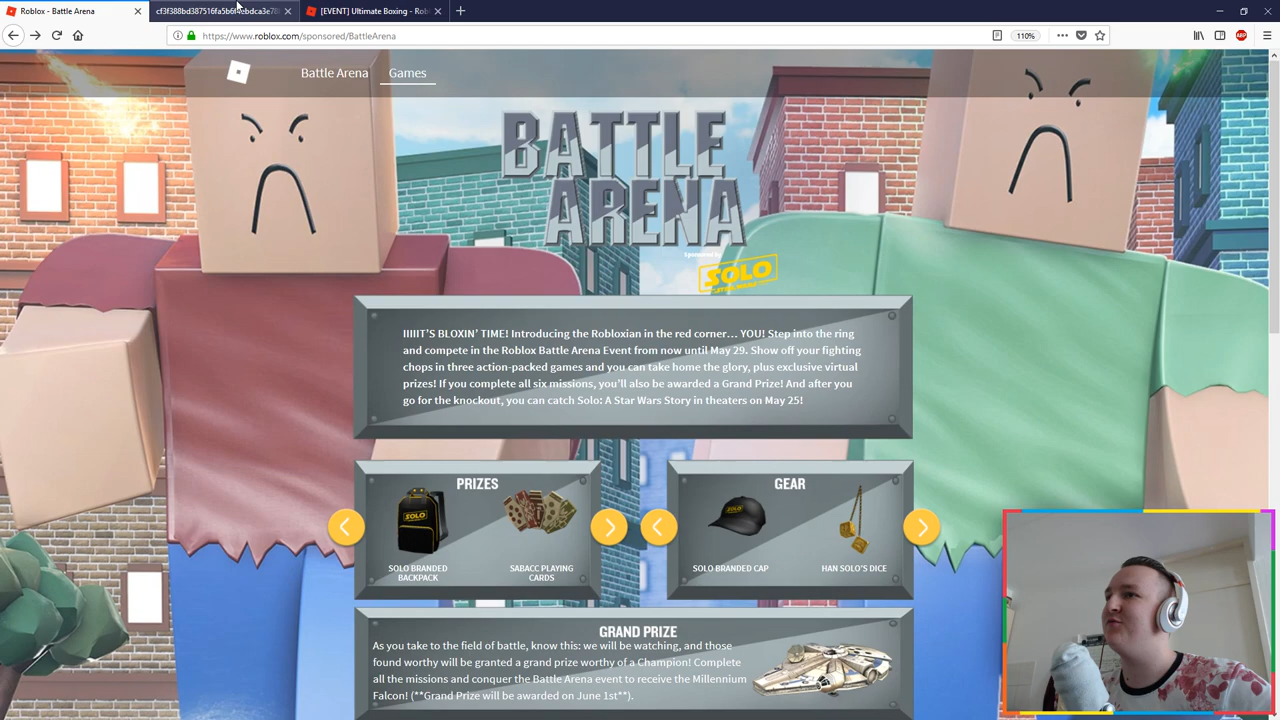 Roblox - Battle Arena
[EVENT] Ultimate Boxing - Rob
https://www.roblox.com/sponsored/BattleArena
110%
ABP
Battle Arena
Games
BATTLE
ARENA
Sponsored by
SOLO
STAR WARS
IIIIIT'S BLOXIN' TIME! Introducing the Robloxian in the red corner… YOU! Step into the ring
and compete in the Roblox Battle Arena Event from now until May 29. Show off your fighting
chops in three action-packed games and you can take home the glory, plus exclusive virtual
prizes! If you complete all six missions, you'll also be awarded a Grand Prize! And after you
go for the knockout, you can catch Solo: A Star Wars Story in theaters on May 25!
PRIZES
SOLO
SOLO BRANDED
BACKPACK
SABACC PLAYING
CARDS
GEAR
SOLO
SOLO BRANDED CAP
HAN SOLO'S DICE
GRAND PRIZE
As you take to the field of battle, know this: we will be watching, and those
found worthy will be granted a grand prize worthy of a Champion! Complete
all the missions and conquer the Battle Arena event to receive the Millennium
Falcon! (**Grand Prize will be awarded on June 1st**).